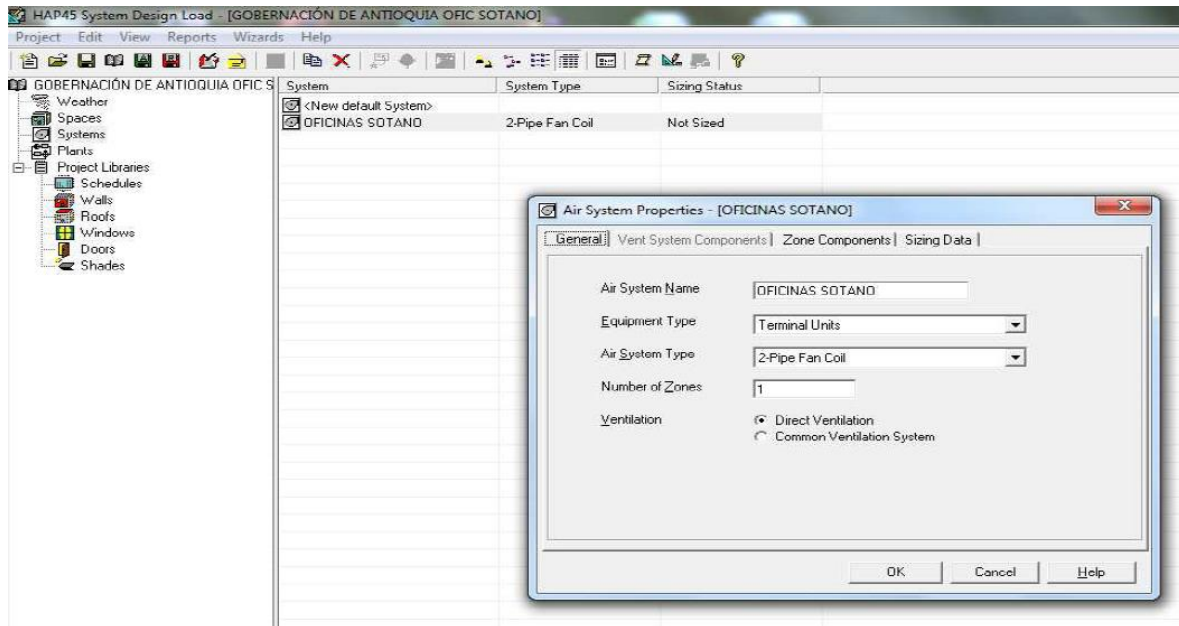 HAP45 System Design Load - [GOBERNACIÓN DE ANTIOQUIA OFIC SOTANO]
Project Edit View Reports Wizards Help
GOBERNACIÓN DE ANTIOQUIA OFIC S
Weather
Spaces
Systems
Plants
Project Libraries
Schedules
Walls
Roofs
Windows
Doors
Shades
System System Type Sizing Status
<New default System>
OFICINAS SOTANO 2-Pipe Fan Coil Not Sized
Air System Properties - [OFICINAS SOTANO]
General Vent System Components Zone Components Sizing Data
Air System Name OFICINAS SOTANO
Equipment Type Terminal Units
Air System Type 2-Pipe Fan Coil
Number of Zones 1
Ventilation Direct Ventilation
Common Ventilation System
OK Cancel Help